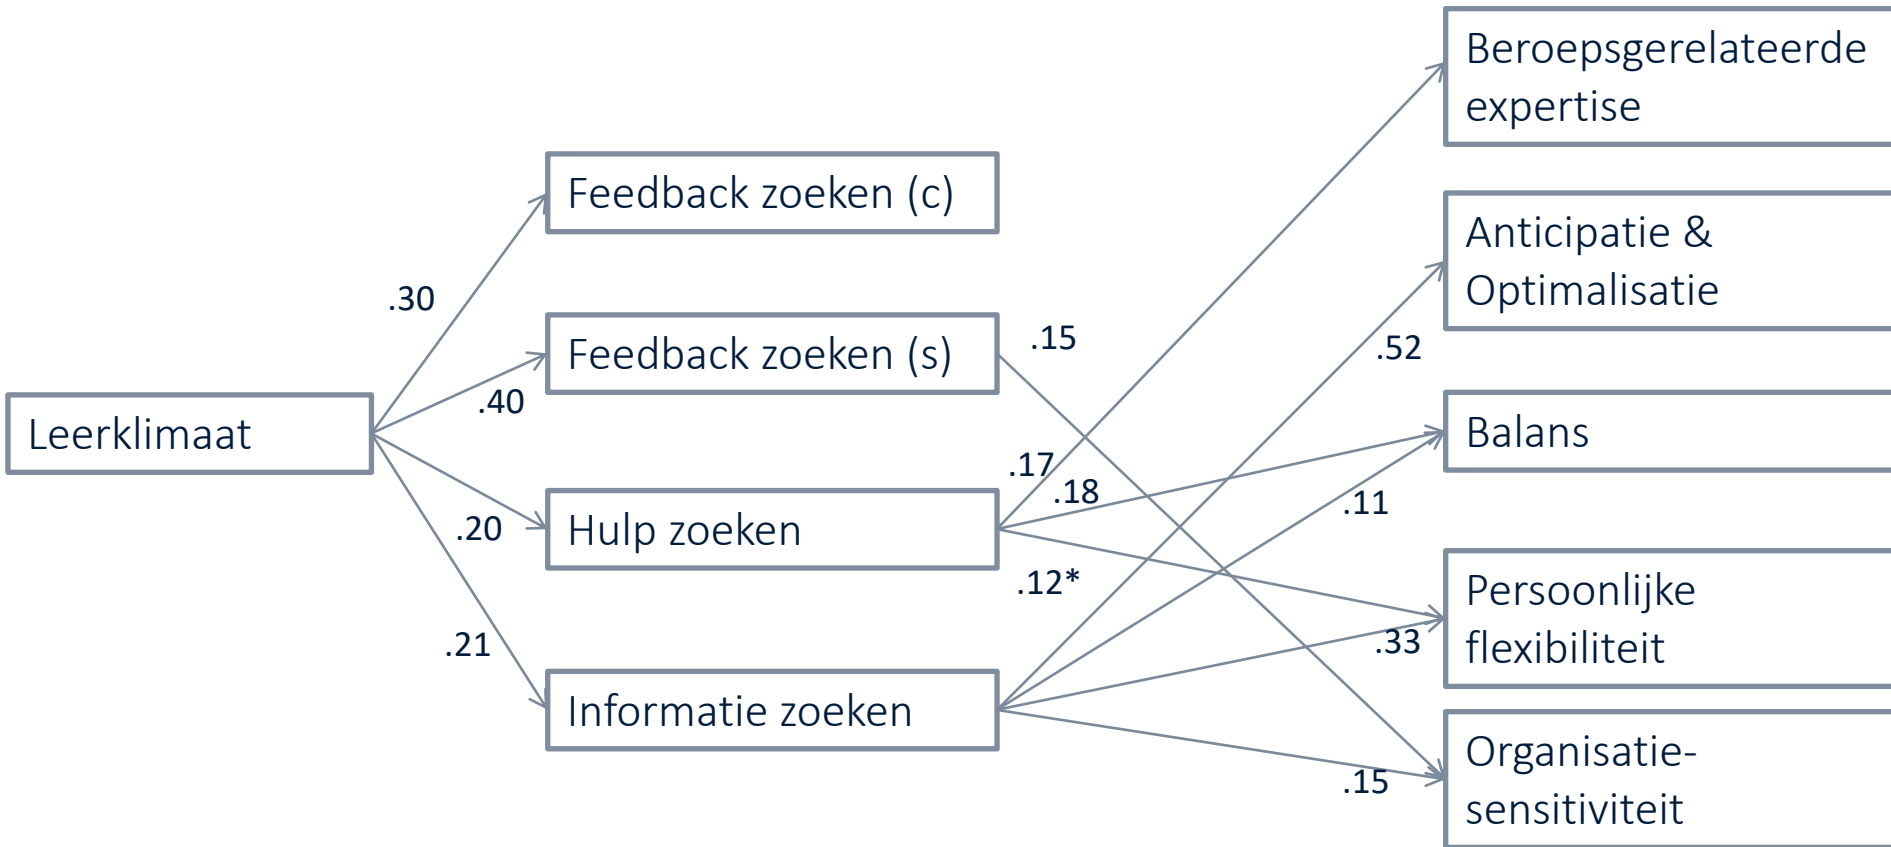 Leerklimaat
.30
.40
.20
.21
Feedback zoeken (c)
Feedback zoeken (s)
Hulp zoeken
Informatie zoeken
.15
.17
.18
.12*
.52
.11
.33
.15
Beroepsgerelateerde
expertise
Anticipatie &
Optimalisatie
Balans
Persoonlijke
flexibiliteit
Organisatie-
sensitiviteit